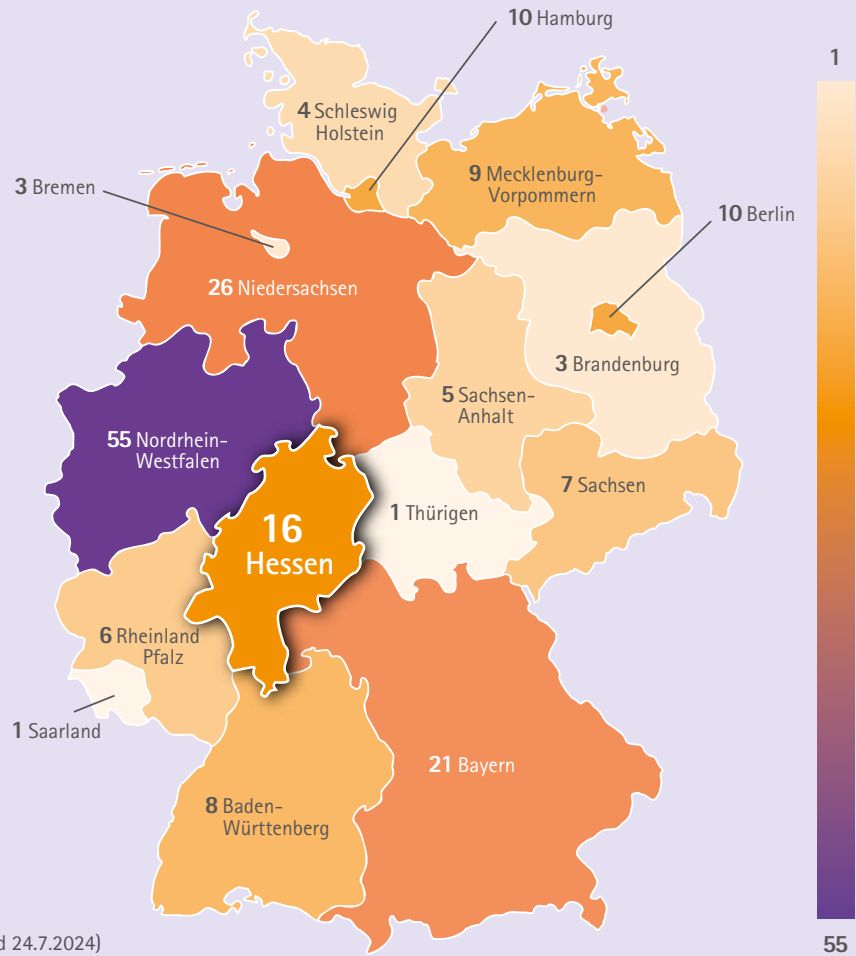 10 Hamburg
1
4 Schleswig
Holstein
9 Mecklenburg-
Vorpommern
3 Bremen
10 Berlin
26 Niedersachsen
3 Brandenburg
5 Sachsen-
Anhalt
55 Nordrhein-
Westfalen
7 Sachsen
1 Thürigen
16
Hessen
6 Rheinland
Pfalz
1 Saarland
21 Bayern
8 Baden-
Württenberg
24.7.2024)
55